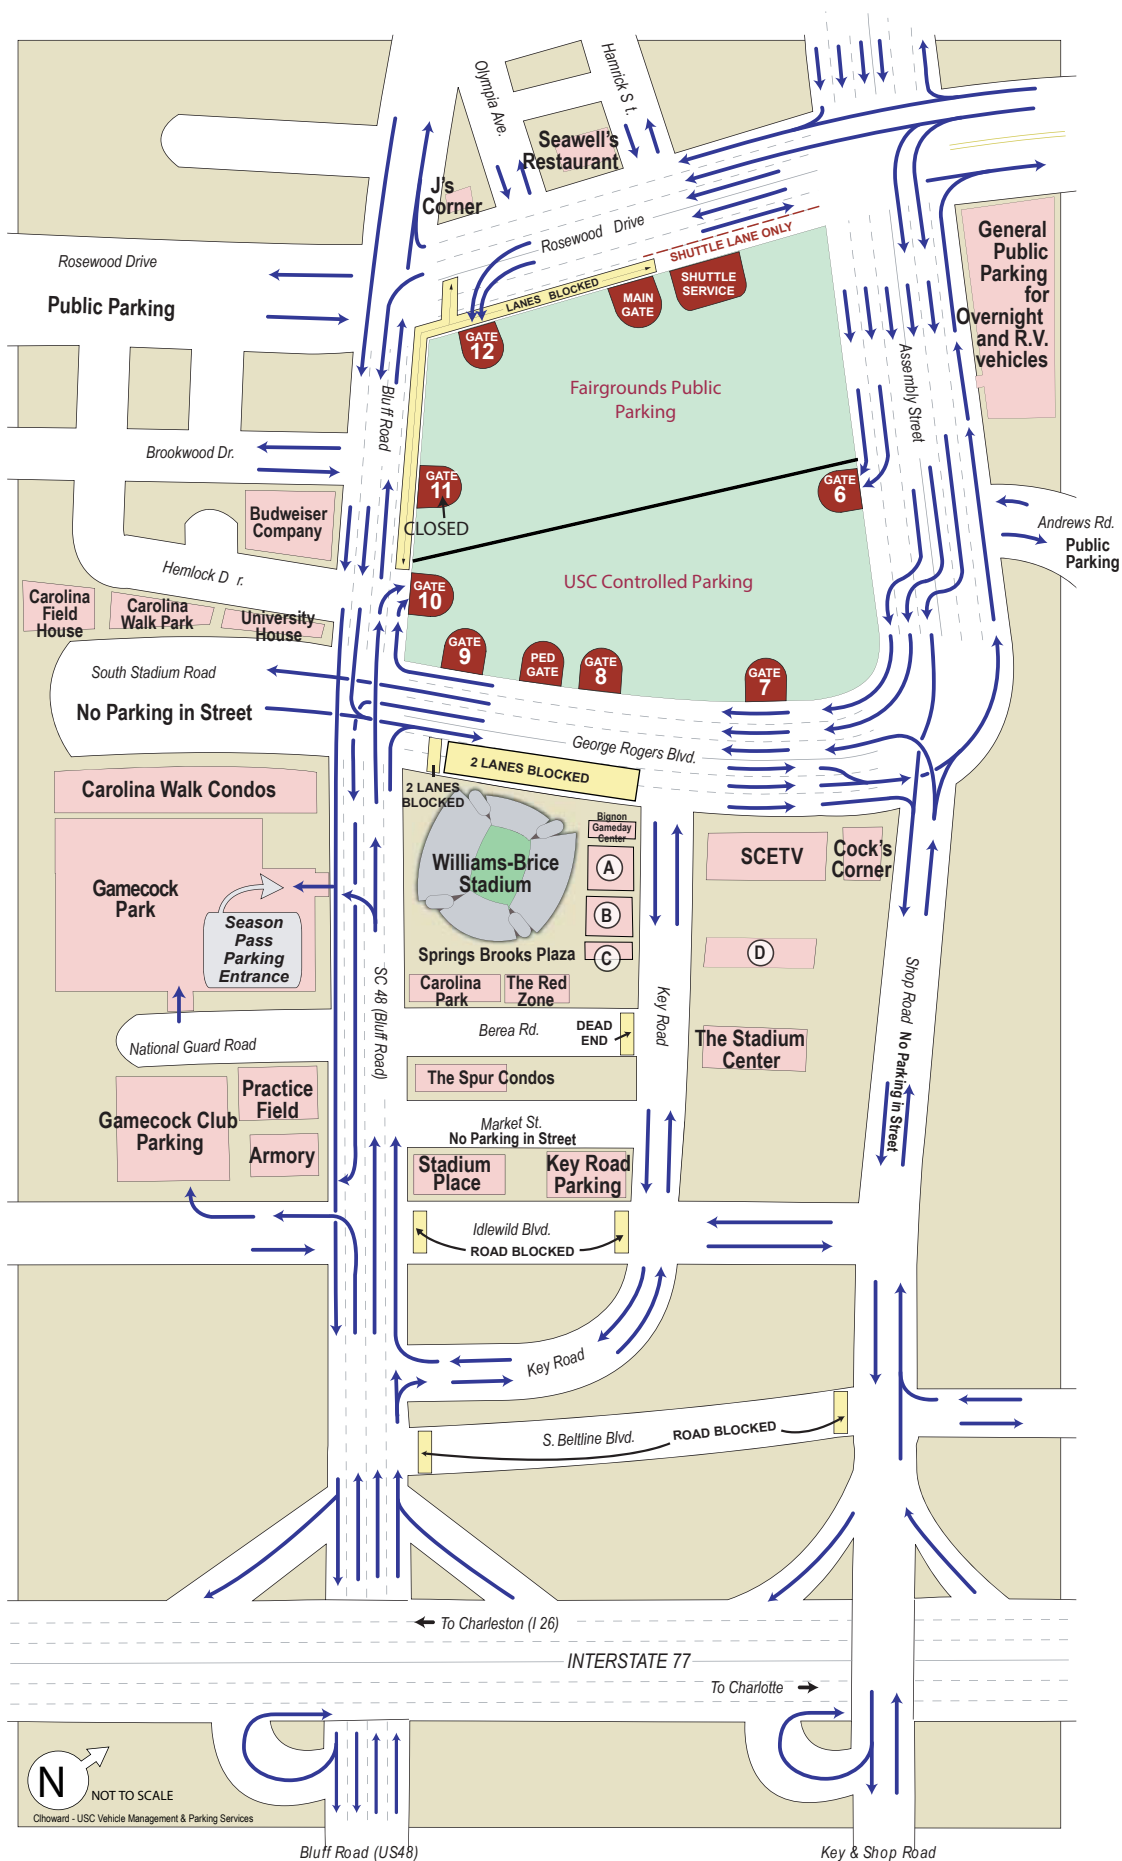 Olympia Ave.
Hamrick S t.
Seawell's
Restaurant
J's
Corner
Rosewood Drive
SHUTTLE LANE ONLY
General
Public
Parking
for
Overnight
and R.V.
vehicles
Rosewood Drive
Public Parking
LANES BLOCKED
MAIN
GATE
SHUTTLE
SERVICE
GATE
12
Fairgrounds Public
Parking
Bluff Road
Assembly Street
Brookwood Dr.
GATE
11
CLOSED
GATE
6
Budweiser
Company
Andrews Rd.
Public
Parking
Hemlock D r.
USC Controlled Parking
GATE
10
Carolina
Field
House
Carolina
Walk Park
University
House
GATE
9
PED
GATE
GATE
8
GATE
7
South Stadium Road
No Parking in Street
George Rogers Blvd.
2 LANES BLOCKED
2 LANES
BLOCKED
Carolina Walk Condos
Bignon
Gameday
Center
Williams-Brice
Stadium
A
B
C
SCETV
Cock's
Corner
Gamecock
Park
Season
Pass
Parking
Entrance
Springs Brooks Plaza
D
Carolina
Park
The Red
Zone
SC 48 (Bluff Road)
Key Road
Shop Road No Parking in Street
Berea Rd.
DEAD
END
National Guard Road
The Stadium
Center
The Spur Condos
Practice
Field
Gamecock Club
Parking
Armory
Market St.
No Parking in Street
Stadium
Place
Key Road
Parking
Idlewild Blvd.
ROAD BLOCKED
Key Road
S. Beltline Blvd.
ROAD BLOCKED
To Charleston (I 26)
INTERSTATE 77
To Charlotte
N
NOT TO SCALE
Clhoward - USC Vehicle Management & Parking Services
Bluff Road (US48)
Key & Shop Road